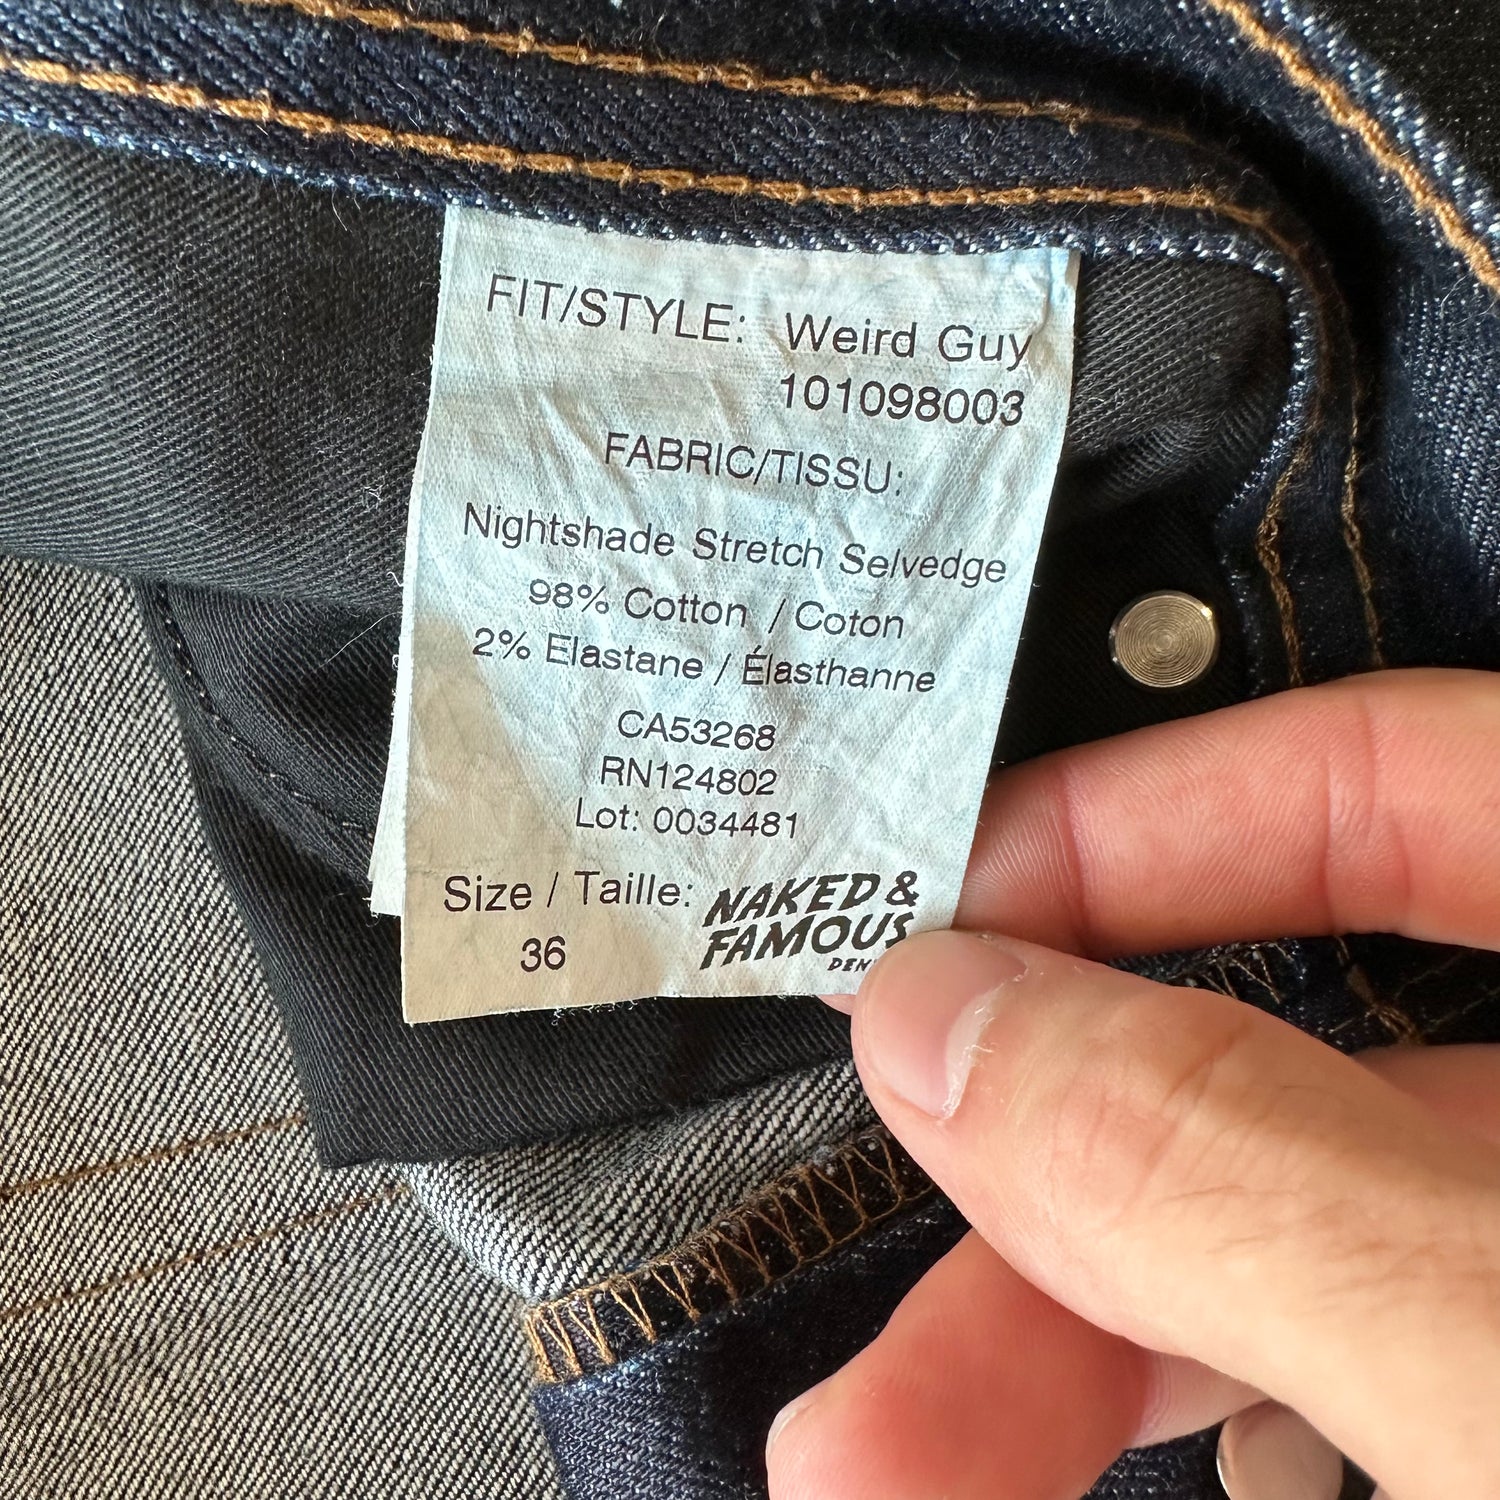 FIT/STYLE: Weird Guy
101098003
FABRIC/TISSU:
Nightshade Stretch Selvedge
98% Cotton / Coton
2% Elastane / Élasthanne
CA53268
RN124802
Lot: 0034481
Size / Taille:
36
NAKED &
FAMOUS